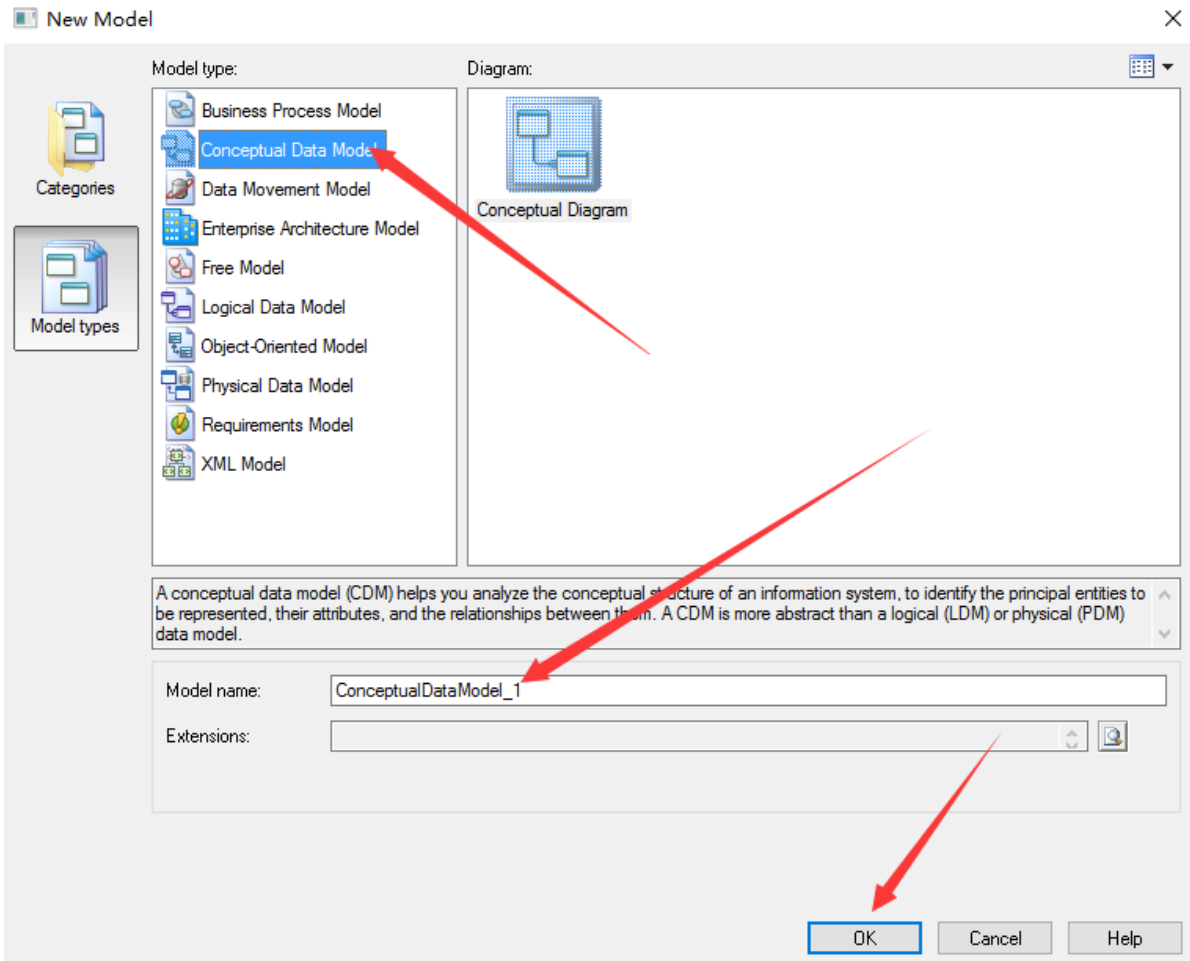 New Model
Model type:
Diagram:
Categories
Model types
Business Process Model
Conceptual Data Model
Data Movement Model
Enterprise Architecture Model
Free Model
Logical Data Model
Object-Oriented Model
Physical Data Model
Requirements Model
XML Model
Conceptual Diagram
A conceptual data model (CDM) helps you analyze the conceptual structure of an information system, to identify the principal entities to
be represented, their attributes, and the relationships between them. A CDM is more abstract than a logical (LDM) or physical (PDM)
data model.
Model name:
ConceptualDataModel_1
Extensions:
OK
Cancel
Help